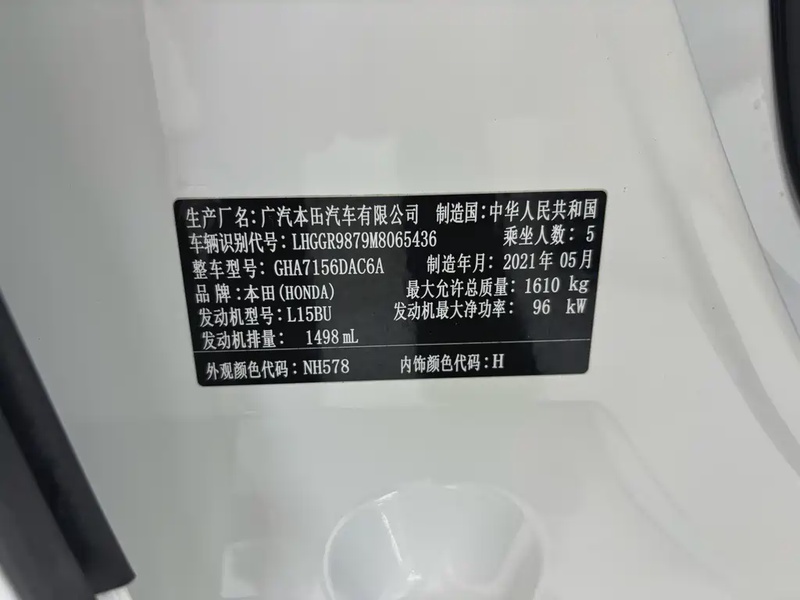 生产厂名：广汽本田汽车有限公司 制造国：中华人民共和国
车辆识别代号：LHGGR9879M8065436 乘坐人数：5
整车型号：GHA7156DAC6A 制造年月：2021年05月
品牌：本田(HONDA) 最大允许总质量：1610 kg
发动机型号：L15BU 发动机最大净功率：96 kW
发动机排量：1498 mL
外观颜色代码：NH578 内饰颜色代码：H